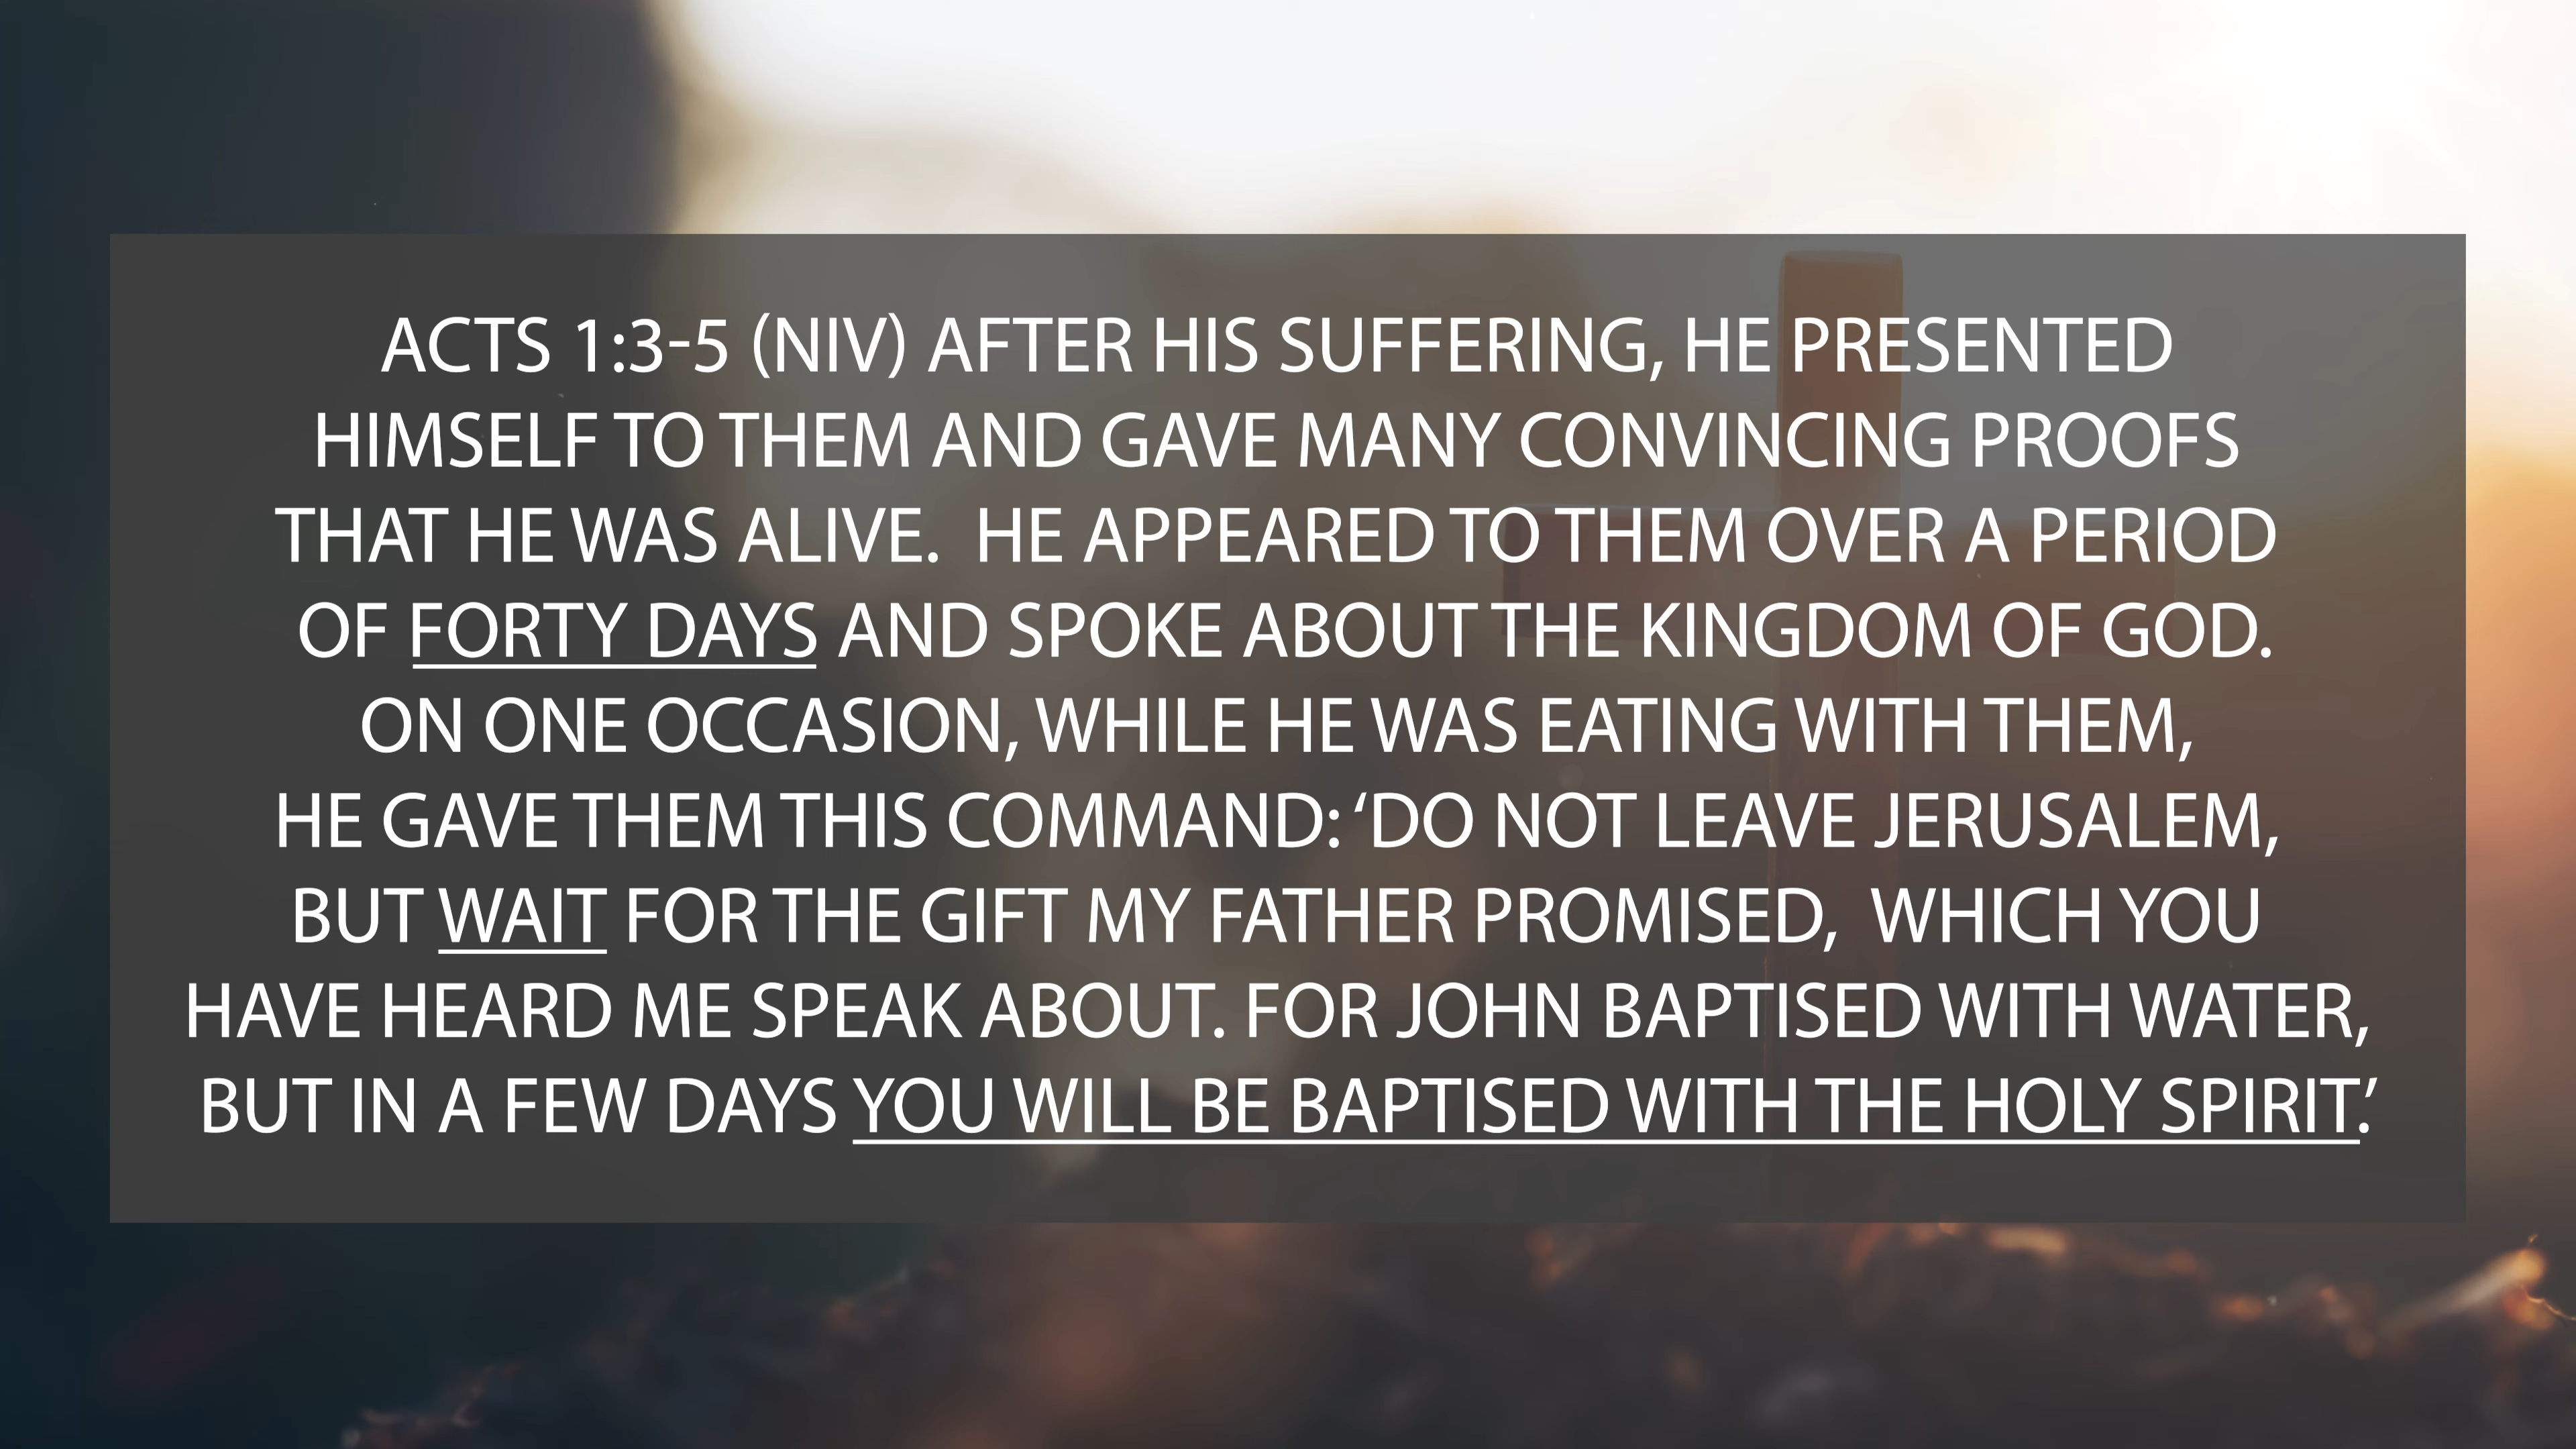 ACTS 1:3-5 (NIV) AFTER HIS SUFFERING, HE PRESENTED
HIMSELF TO THEM AND GAVE MANY CONVINCING PROOFS
THAT HE WAS ALIVE.  HE APPEARED TO THEM OVER A PERIOD
OF FORTY DAYS AND SPOKE ABOUT THE KINGDOM OF GOD.
ON ONE OCCASION, WHILE HE WAS EATING WITH THEM,
HE GAVE THEM THIS COMMAND: ‘DO NOT LEAVE JERUSALEM,
BUT WAIT FOR THE GIFT MY FATHER PROMISED,  WHICH YOU
HAVE HEARD ME SPEAK ABOUT. FOR JOHN BAPTISED WITH WATER,
BUT IN A FEW DAYS YOU WILL BE BAPTISED WITH THE HOLY SPIRIT.’